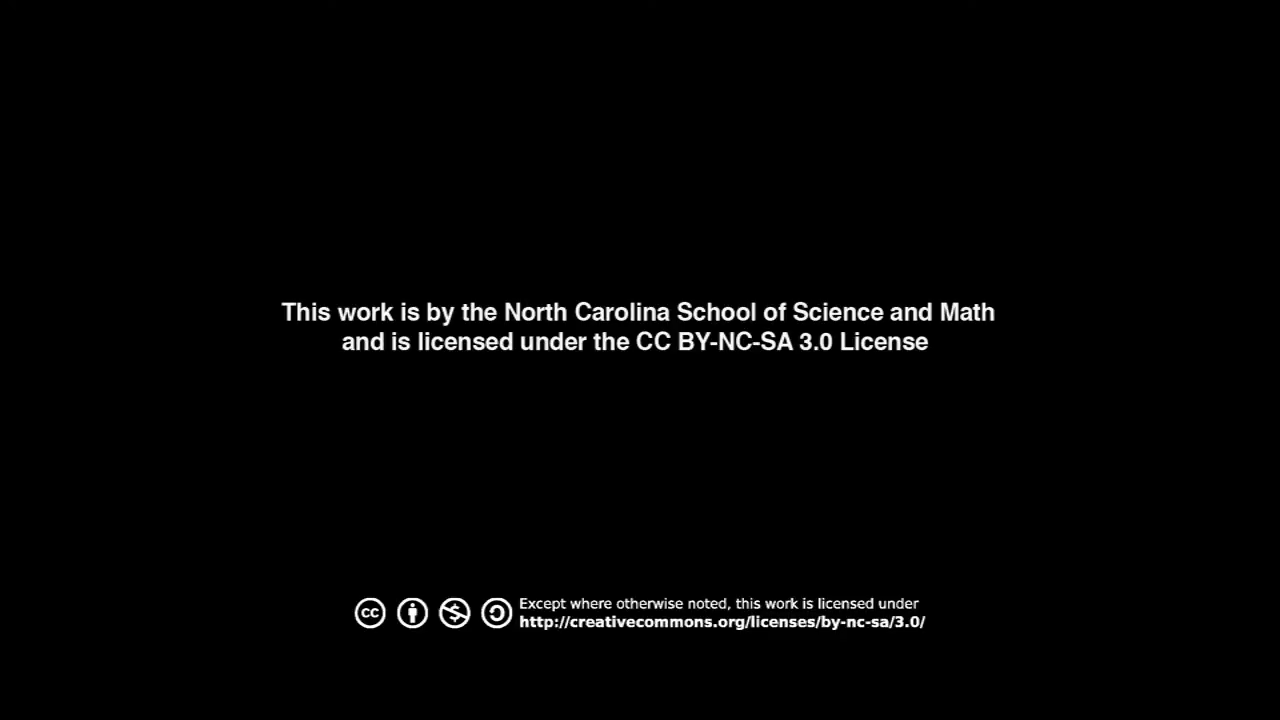 This work is by the North Carolina School of Science and Math
and is licensed under the CC BY-NC-SA 3.0 License
cc
Except where otherwise noted, this work is licensed under
http://creativecommons.org/licenses/by-nc-sa/3.0/